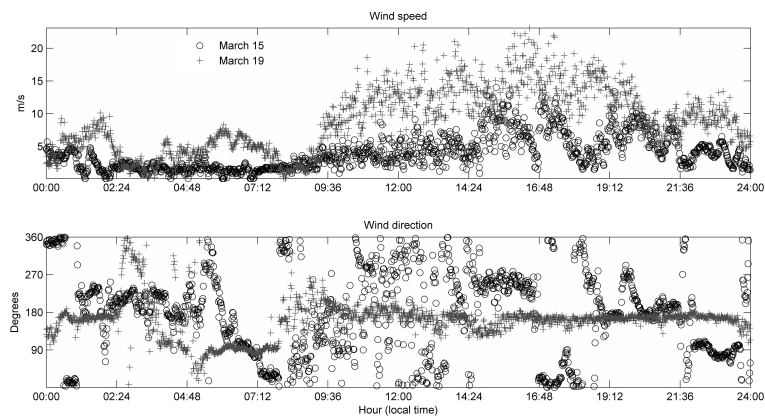 Wind speed
20
15
10
5
m/s
March 15
March 19
00:00 02:24 04:48 07:12 09:36 12:00 14:24 16:48 19:12 21:36 24:00
Wind direction
360
270
180
90
Degrees
00:00 02:24 04:48 07:12 09:36 12:00 14:24 16:48 19:12 21:36 24:00
Hour (local time)